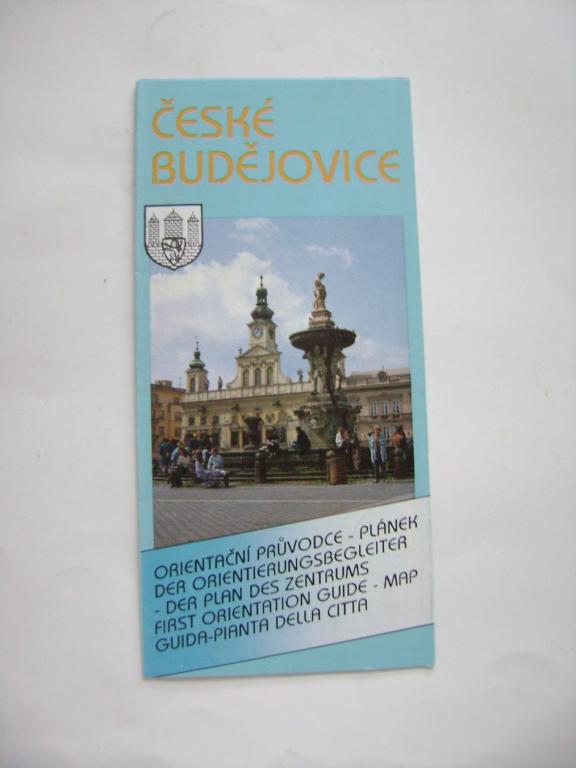 ČESKÉ
BUDĚJOVICE
ORIENTAČNÍ PRŮVODCE - PLÁNEK
DER ORIENTIERUNGSBEGLEITER
- DER PLAN DES ZENTRUMS
FIRST ORIENTATION GUIDE - MAP
GUIDA-PIANTA DELLA CITTA